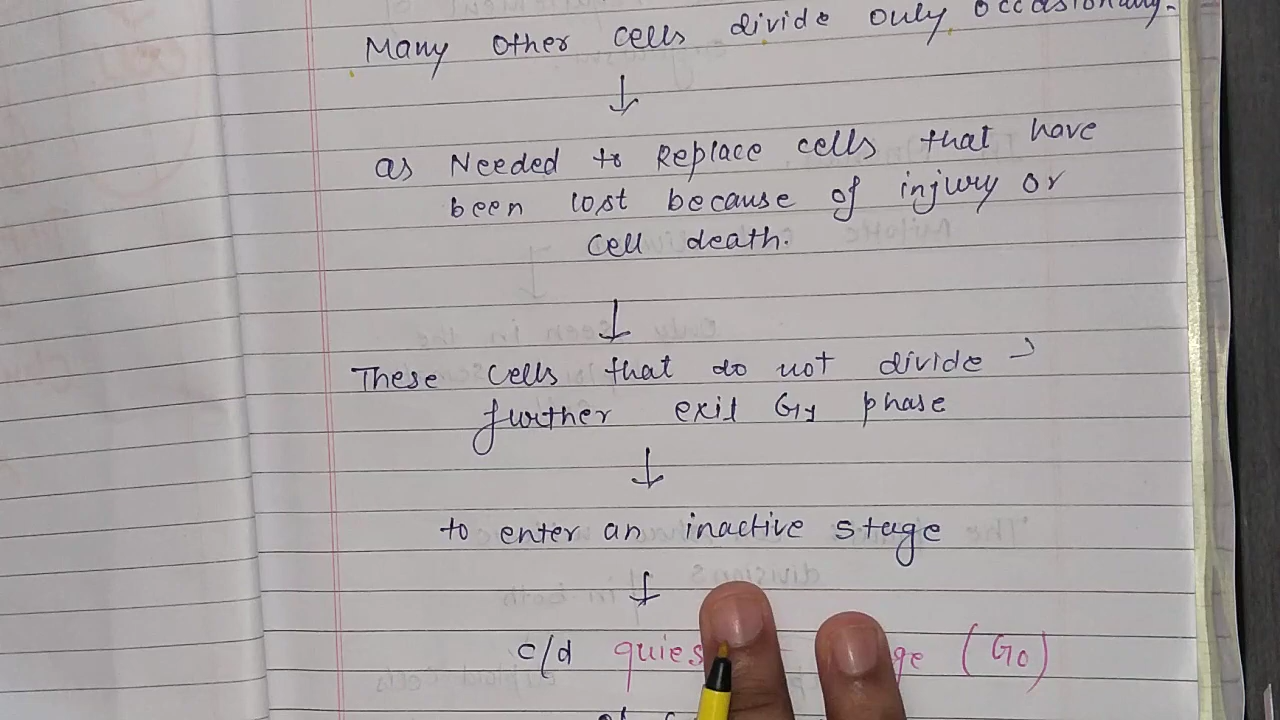 Many other cells divide only occasionally.
↓
as Needed to Replace cells that have
been lost because of injury or
cell death.
↓
These cells that do not divide
further exit G1 phase
↓
to enter an inactive stage
↓
c/d (G0)